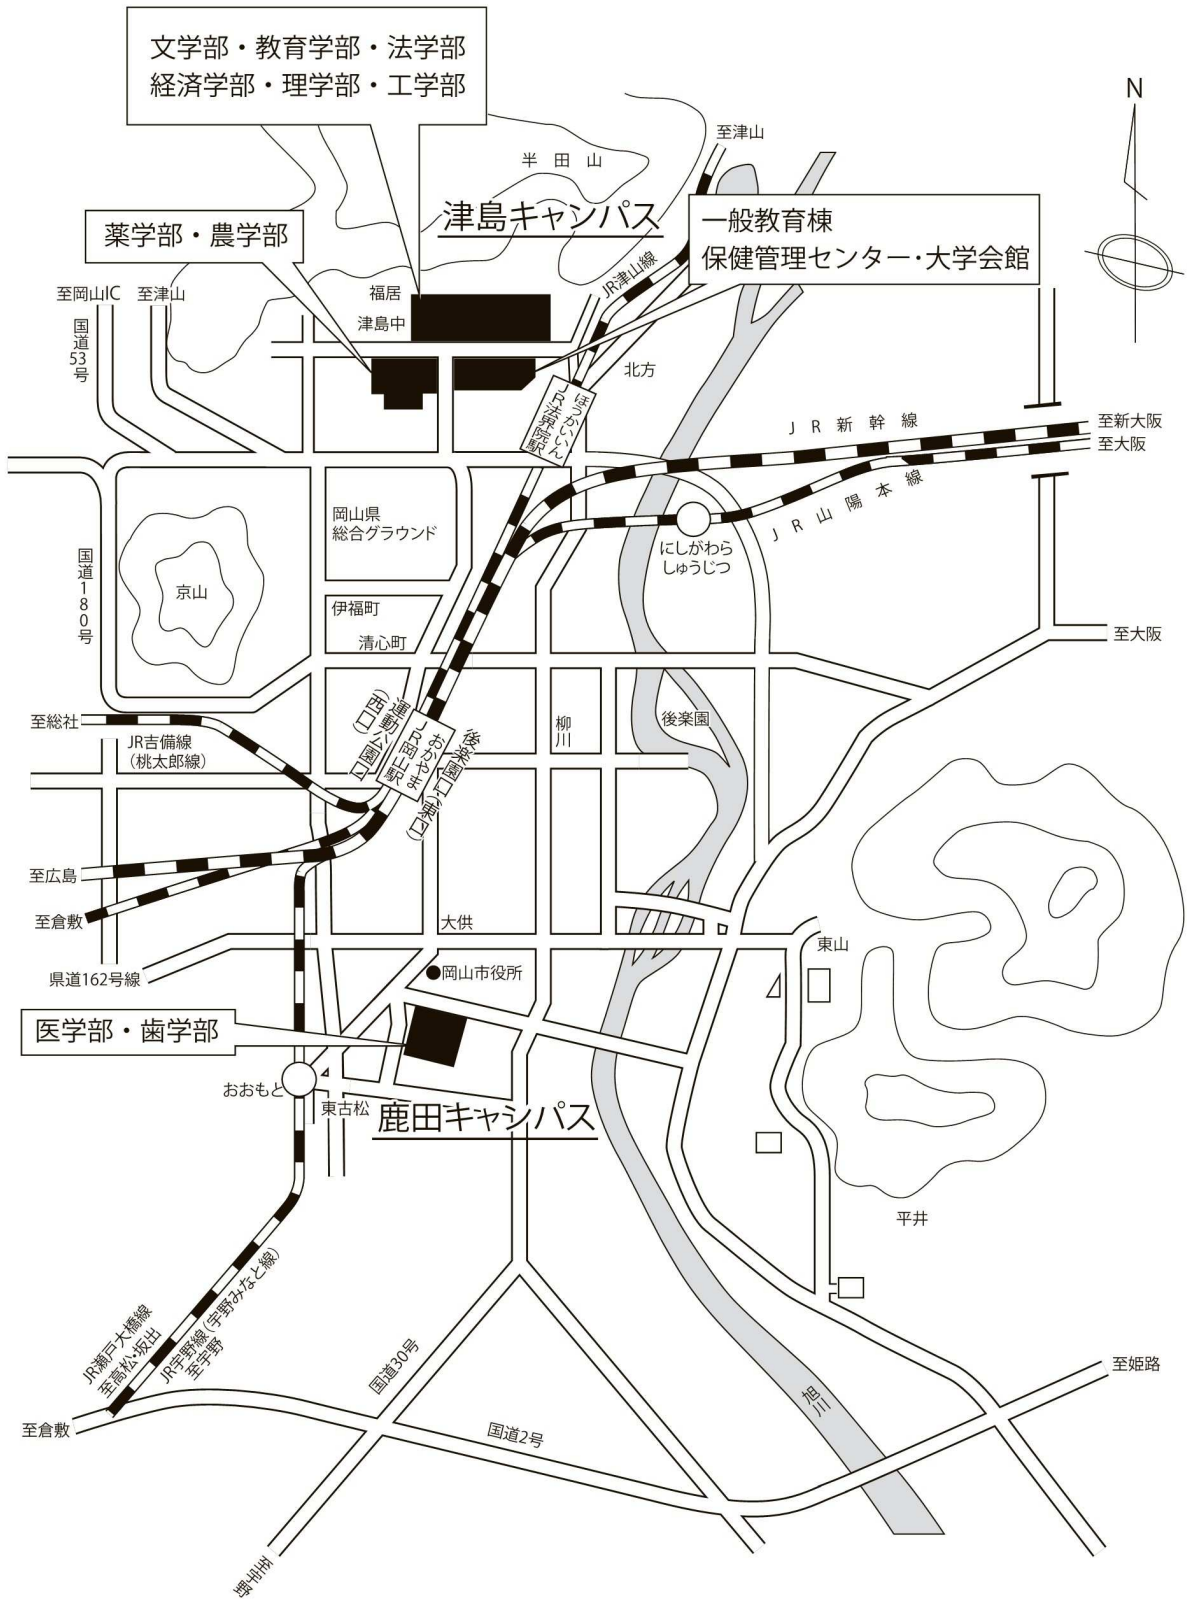 文学部・教育学部・法学部
経済学部・理学部・工学部
N
至津山
半田山
津島キャンパス
一般教育棟
保健管理センター・大学会館
薬学部・農学部
JR津山線
至岡山IC
至津山
福居
津島中
国道53号
北方
ほうかいいん
JR法界院駅
JR新幹線
至新大阪
至大阪
JR山陽本線
岡山県
総合グラウンド
にしがわら
しゅうじつ
国道180号
京山
伊福町
清心町
至大阪
後楽園
柳川
至総社
JR吉備線
(桃太郎線)
運動公園口
(西口)
おかやま
JR岡山駅
後楽園口(東口)
至広島
至倉敷
大供
東山
県道162号線
岡山市役所
医学部・歯学部
おおもと
東古松
鹿田キャンパス
平井
JR瀬戸大橋線
至高松・坂出
JR宇野線(宇野みなと線)
至宇野
国道30号
至姫路
旭川
至倉敷
国道2号
至宇野